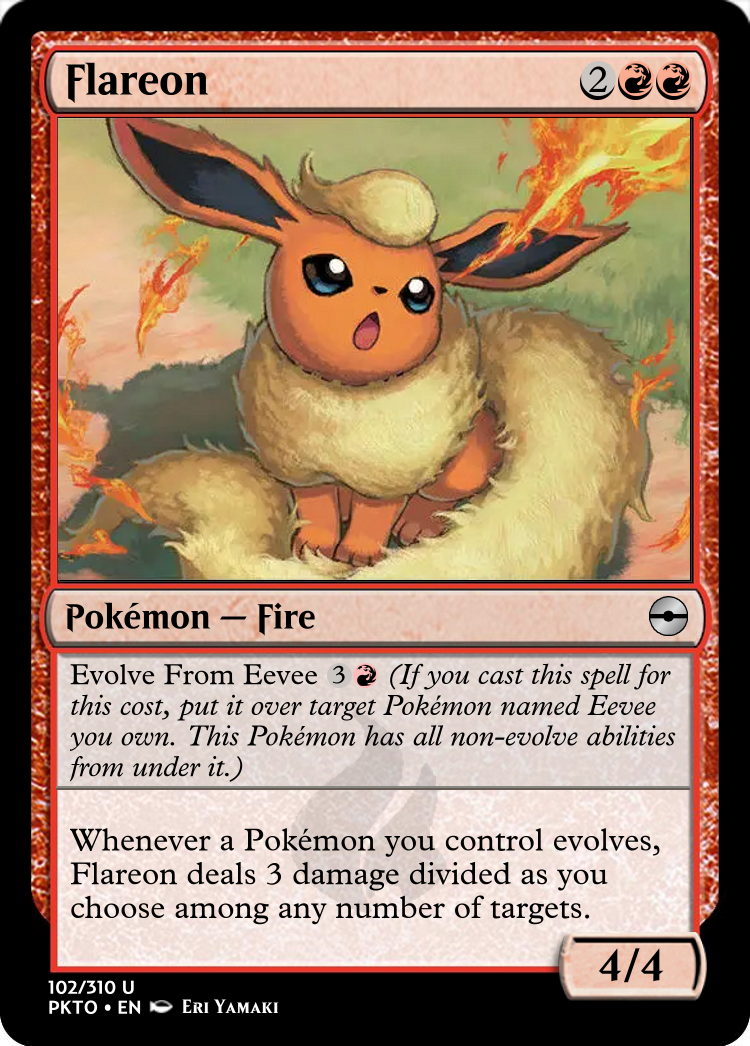 Flareon 2
Pokémon — Fire
Evolve From Eevee 3 (If you cast this spell for
this cost, put it over target Pokémon named Eevee
you own. This Pokémon has all non-evolve abilities
from under it.)
Whenever a Pokémon you control evolves,
Flareon deals 3 damage divided as you
choose among any number of targets.
4/4
102/310 U
PKTO • EN Eri Yamaki